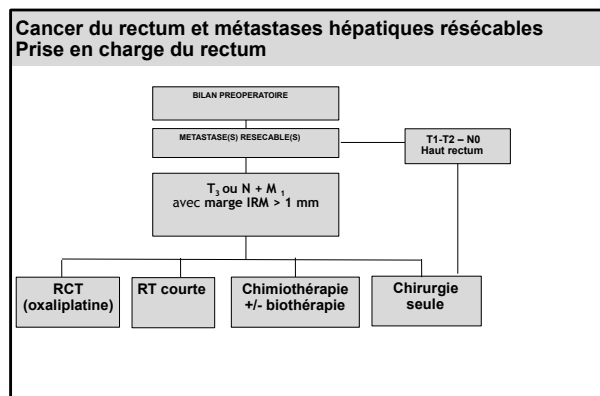 Cancer du rectum et métastases hépatiques résécables
Prise en charge du rectum
BILAN PREOPERATOIRE
METASTASE(S) RESECABLE(S)
T1-T2 – N0
Haut rectum
T3 ou N + M 1
avec marge IRM > 1 mm
RCT
(oxaliplatine)
RT courte
Chimiothérapie
+/- biothérapie
Chirurgie
seule